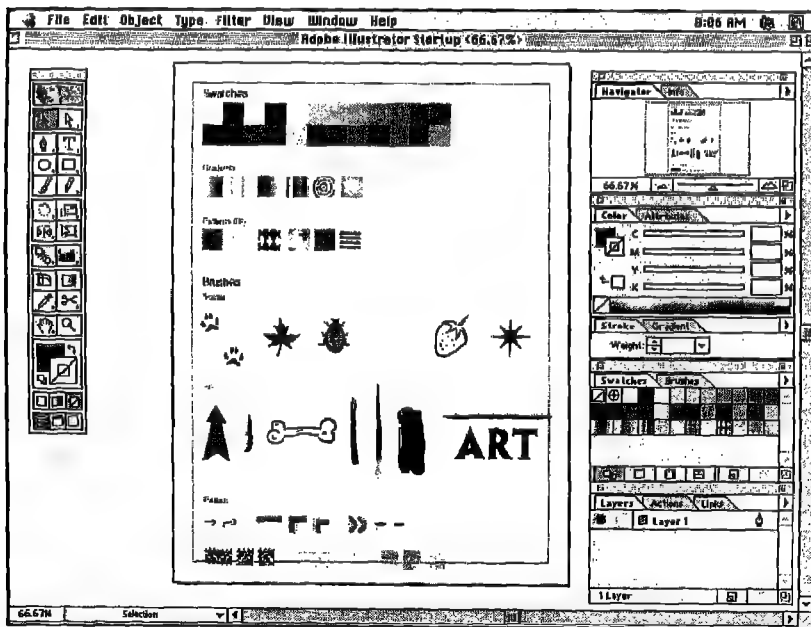 File Edit Object Type Filter View Window Help 8:06 AM
Adobe Illustrator Startup <66.67%>
Swatches
Gradients
Brushes
ART
Navigator Info
66.67%
Color Attributes
C %
M %
Y %
K %
Stroke Gradient
Weight:
Swatches Brushes
Layers Actions Links
Layer 1
1 Layer
66.67% Selection